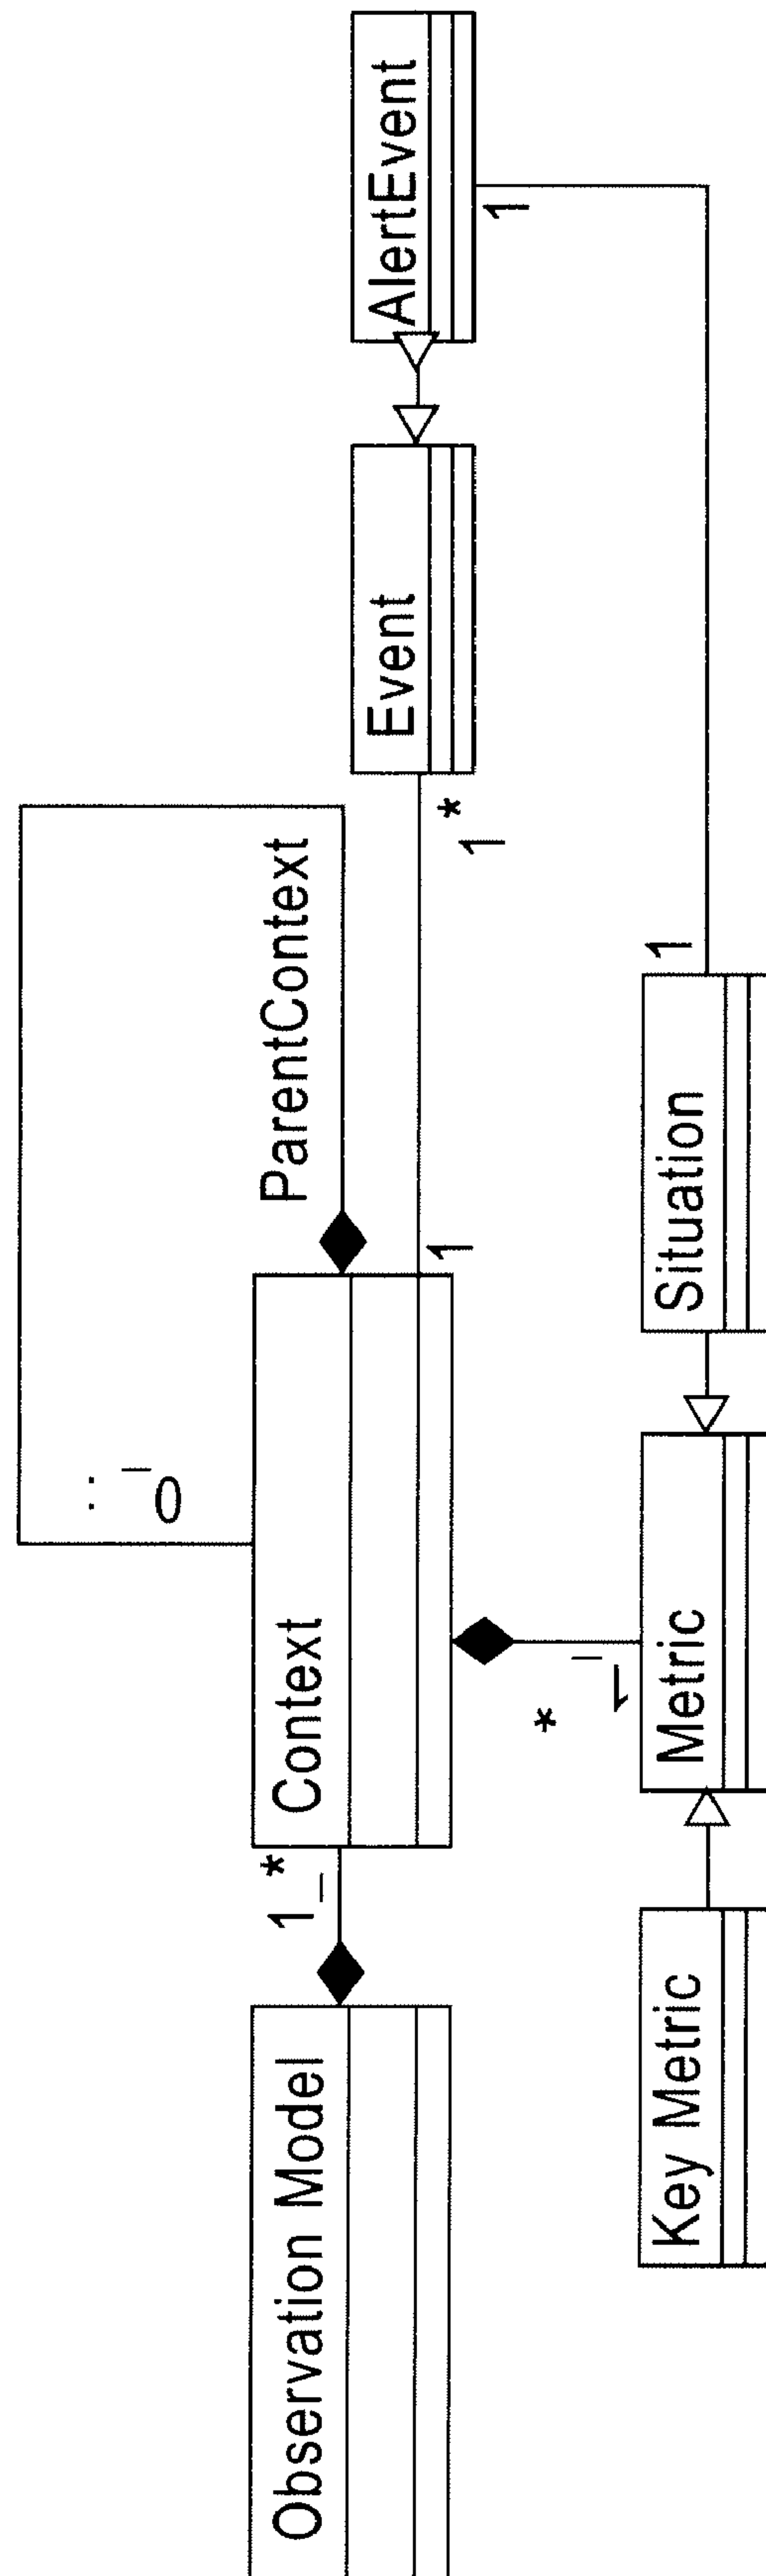 0
ParentContext
Observation Model
1
*
Context
1
1
*
Event
AlertEvent
1
*
1
1
Key Metric
Metric
Situation